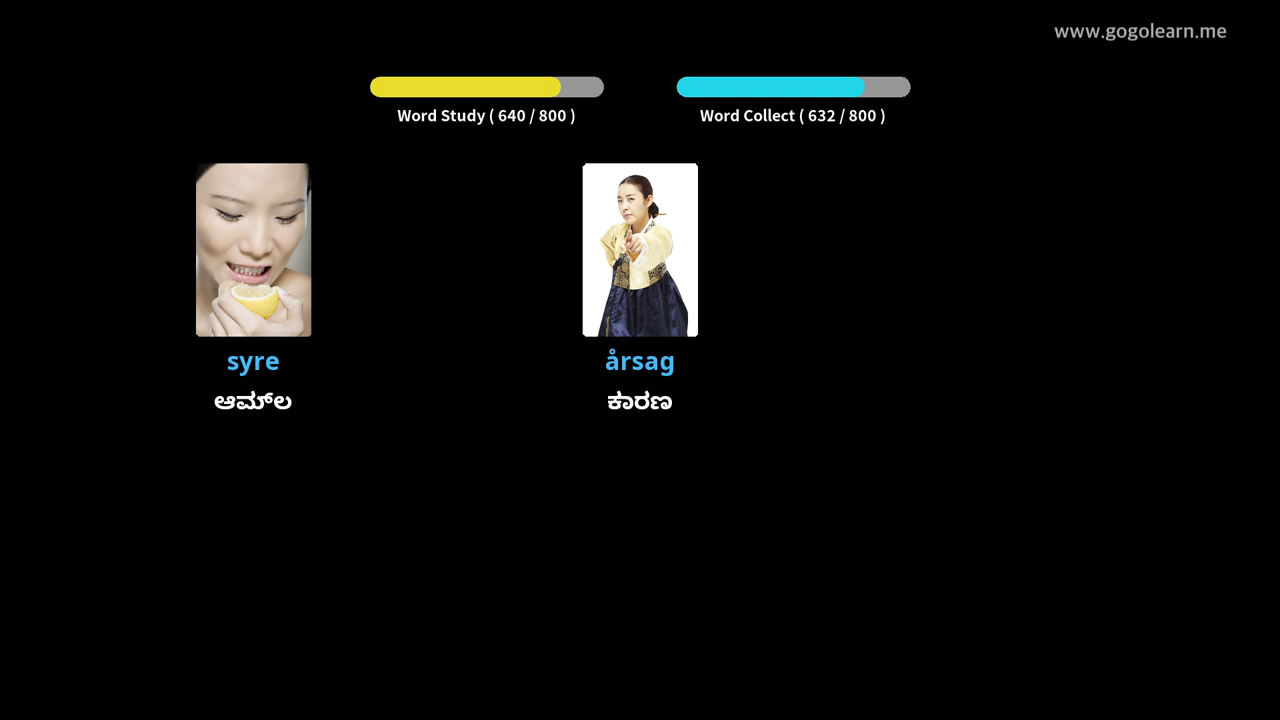 www.gogolearn.me
Word Study ( 640 / 800 )
Word Collect ( 632 / 800 )
syre
årsag
ಆಮ್‌ಲ
ಕಾರಣ